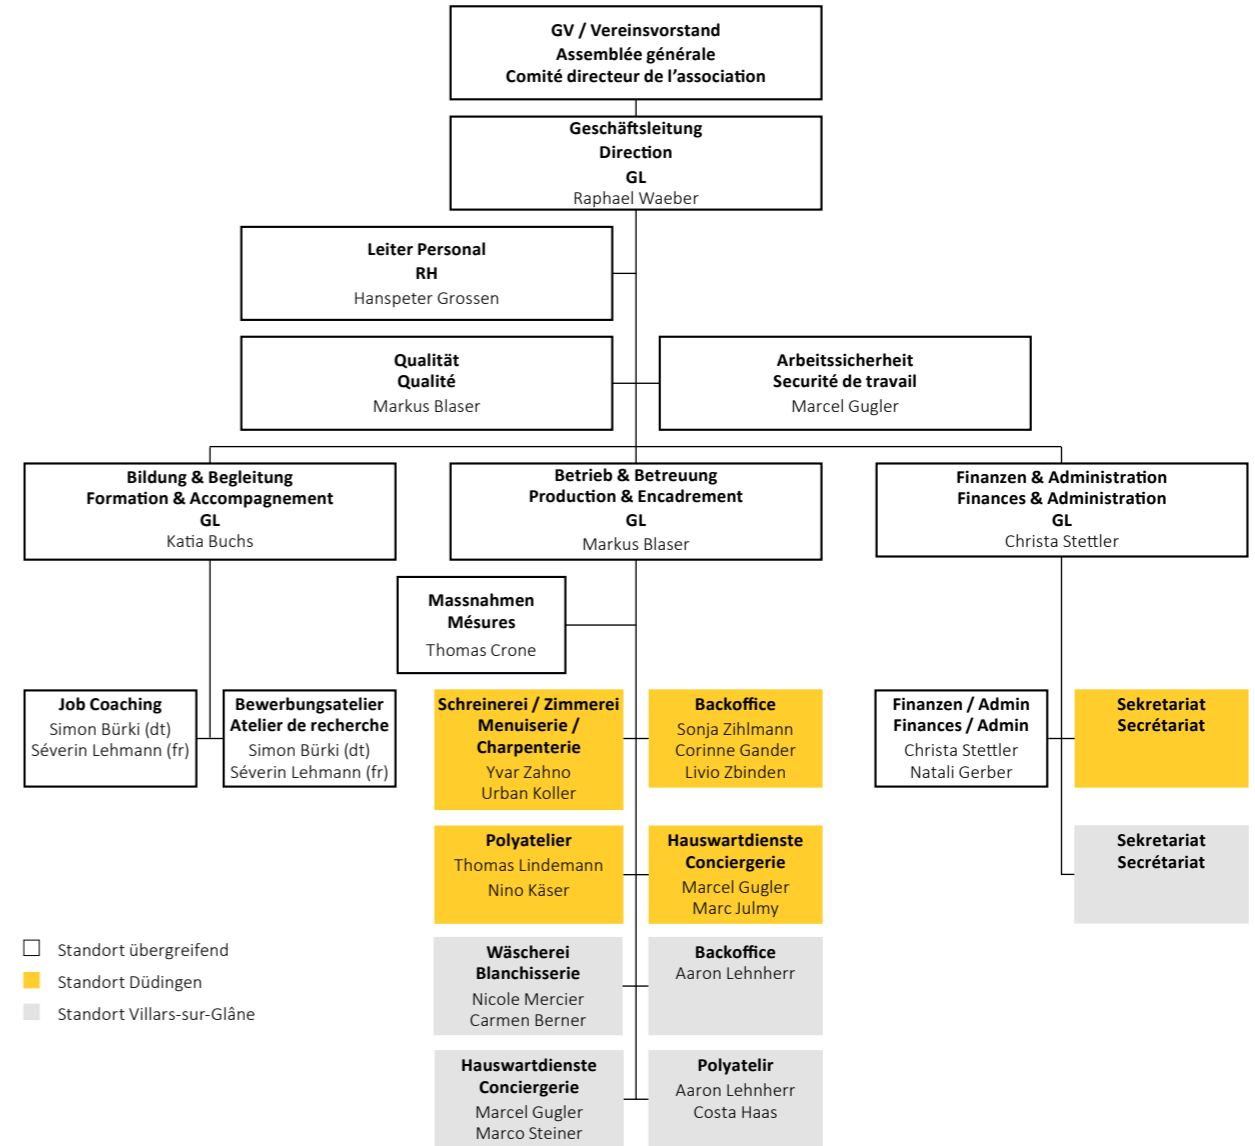 GV / Vereinsvorstand
Assemblée générale
Comité directeur de l’association
Geschäftsleitung
Direction
GL
Raphael Waeber
Leiter Personal
RH
Hanspeter Grossen
Qualität
Qualité
Markus Blaser
Arbeitssicherheit
Securité de travail
Marcel Gugler
Bildung & Begleitung
Formation & Accompagnement
GL
Katia Buchs
Betrieb & Betreuung
Production & Encadrement
GL
Markus Blaser
Finanzen & Administration
Finances & Administration
GL
Christa Stettler
Massnahmen
Mésures
Thomas Crone
Job Coaching
Simon Bürki (dt)
Séverin Lehmann (fr)
Bewerbungsatelier
Atelier de recherche
Simon Bürki (dt)
Séverin Lehmann (fr)
Schreinerei / Zimmerei
Menuiserie /
Charpenterie
Yvar Zahno
Urban Koller
Backoffice
Sonja Zihlmann
Corinne Gander
Livio Zbinden
Finanzen / Admin
Finances / Admin
Christa Stettler
Natali Gerber
Sekretariat
Secrétariat
Polyatelier
Thomas Lindemann
Nino Käser
Hauswartdienste
Conciergerie
Marcel Gugler
Marc Julmy
Sekretariat
Secrétariat
Wäscherei
Blanchisserie
Nicole Mercier
Carmen Berner
Backoffice
Aaron Lehnherr
Hauswartdienste
Conciergerie
Marcel Gugler
Marco Steiner
Polyatelir
Aaron Lehnherr
Costa Haas
Standort übergreifend
Standort Düdingen
Standort Villars-sur-Glâne